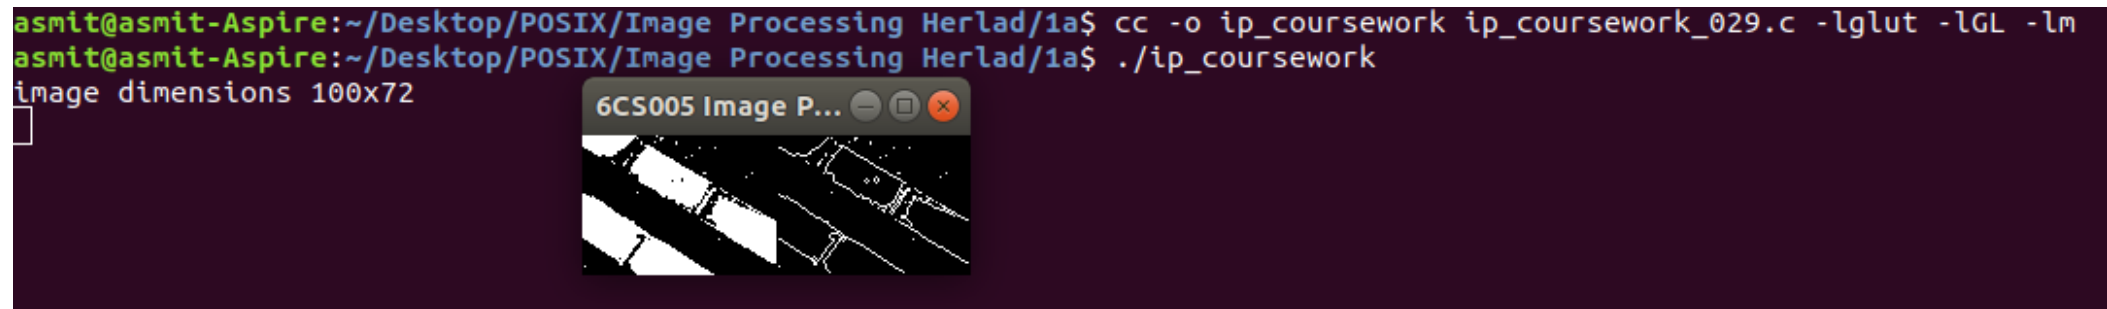 asmit@asmit-Aspire:~/Desktop/POSIX/Image Processing Herlad/1a$ cc -o ip_coursework ip_coursework_029.c -lglut -lGL -lm
asmit@asmit-Aspire:~/Desktop/POSIX/Image Processing Herlad/1a$ ./ip_coursework
image dimensions 100x72
6CS005 Image P...